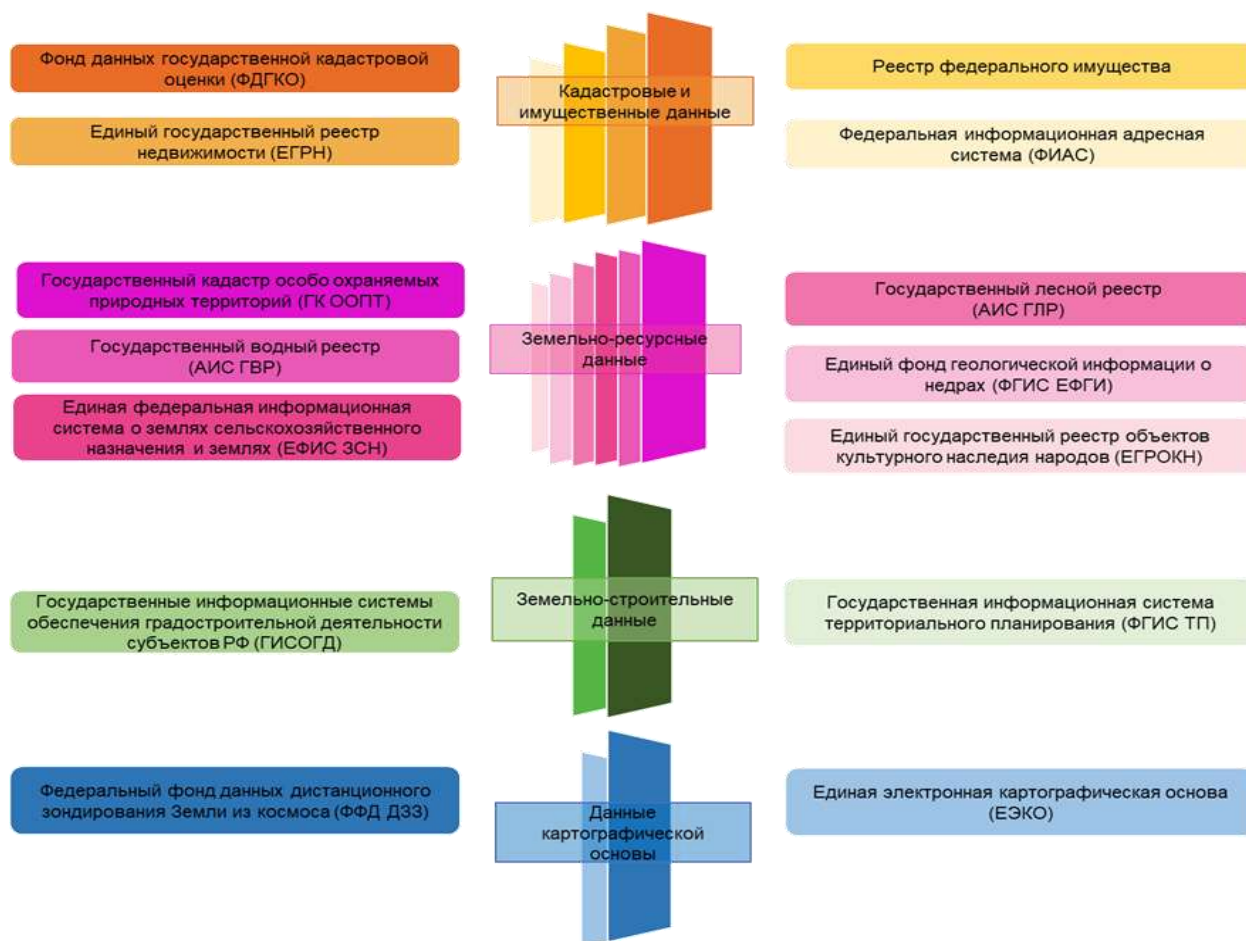 Фонд данных государственной кадастровой
оценки (ФДГКО)
Единый государственный реестр
недвижимости (ЕГРН)
Кадастровые и
имущественные данные
Реестр федерального имущества
Федеральная информационная адресная
система (ФИАС)
Государственный кадастр особо охраняемых
природных территорий (ГК ООПТ)
Государственный водный реестр
(АИС ГВР)
Единая федеральная информационная
система о землях сельскохозяйственного
назначения и землях (ЕФИС ЗСН)
Земельно-ресурсные
данные
Государственный лесной реестр
(АИС ГЛР)
Единый фонд геологической информации о
недрах (ФГИС ЕФГИ)
Единый государственный реестр объектов
культурного наследия народов (ЕГРОКН)
Государственные информационные системы
обеспечения градостроительной деятельности
субъектов РФ (ГИСОГД)
Земельно-строительные
данные
Государственная информационная система
территориального планирования (ФГИС ТП)
Федеральный фонд данных дистанционного
зондирования Земли из космоса (ФФД ДЗЗ)
Данные
картографической
основы
Единая электронная картографическая основа
(ЕЭКО)